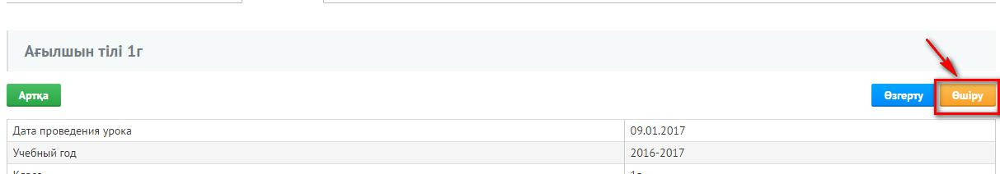 Ағылшын тілі 1г
Артқа Өзгерту Өшіру
Дата проведения урока 09.01.2017
Учебный год 2016-2017